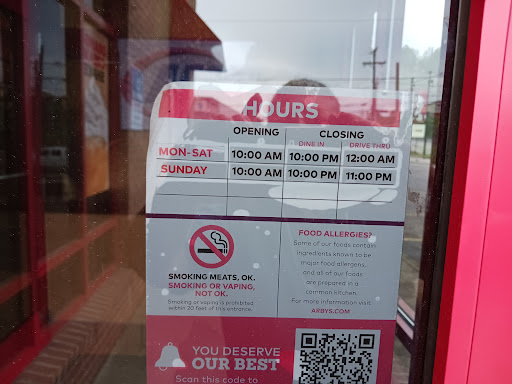 HOURS
OPENING CLOSING
DINE IN DRIVE THRU
MON-SAT 10:00 AM 10:00 PM 12:00 AM
SUNDAY 10:00 AM 10:00 PM 11:00 PM
SMOKING MEATS, OK.
SMOKING OR VAPING,
NOT OK.
Smoking or vaping is prohibited
within 20 feet of this entrance.
FOOD ALLERGIES?
Some of our foods contain
ingredients known to be
major food allergens,
and all of our foods
are prepared in a
common kitchen.
For more information visit
ARBYS.COM
YOU DESERVE
OUR BEST
Scan this code to